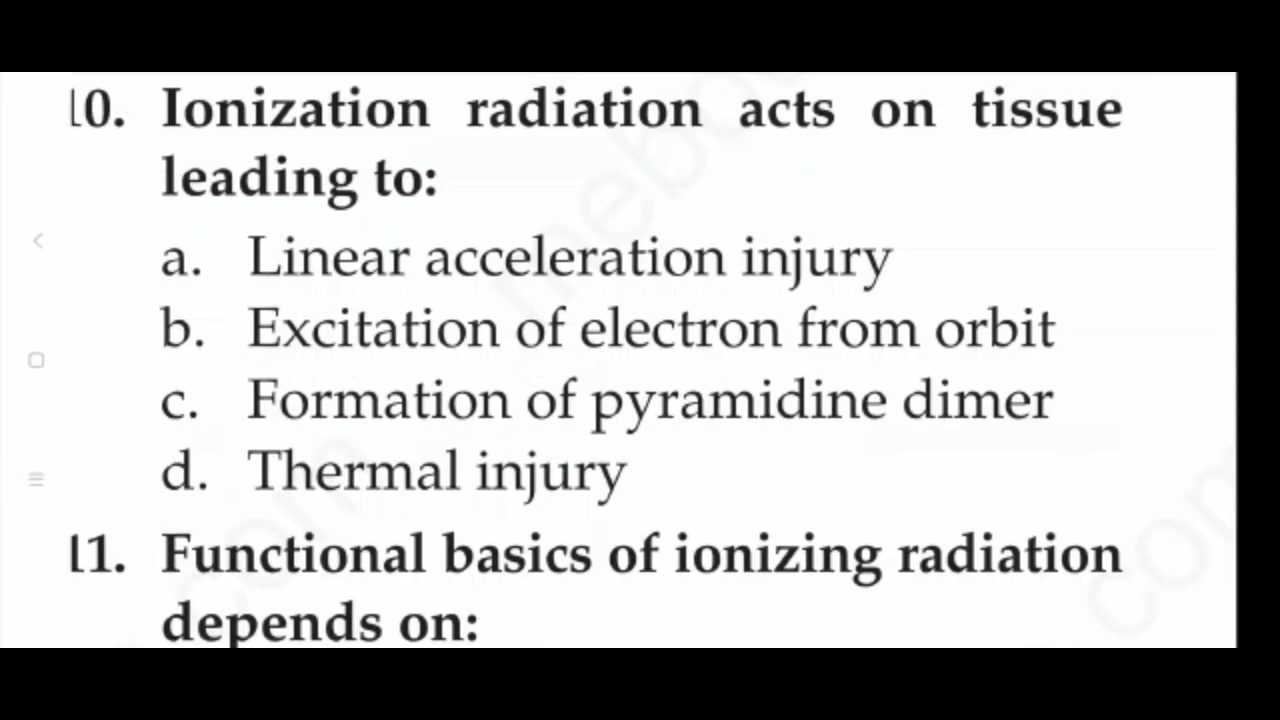 10. Ionization radiation acts on tissue
leading to:
a. Linear acceleration injury
b. Excitation of electron from orbit
c. Formation of pyramidine dimer
d. Thermal injury
11. Functional basics of ionizing radiation
depends on: